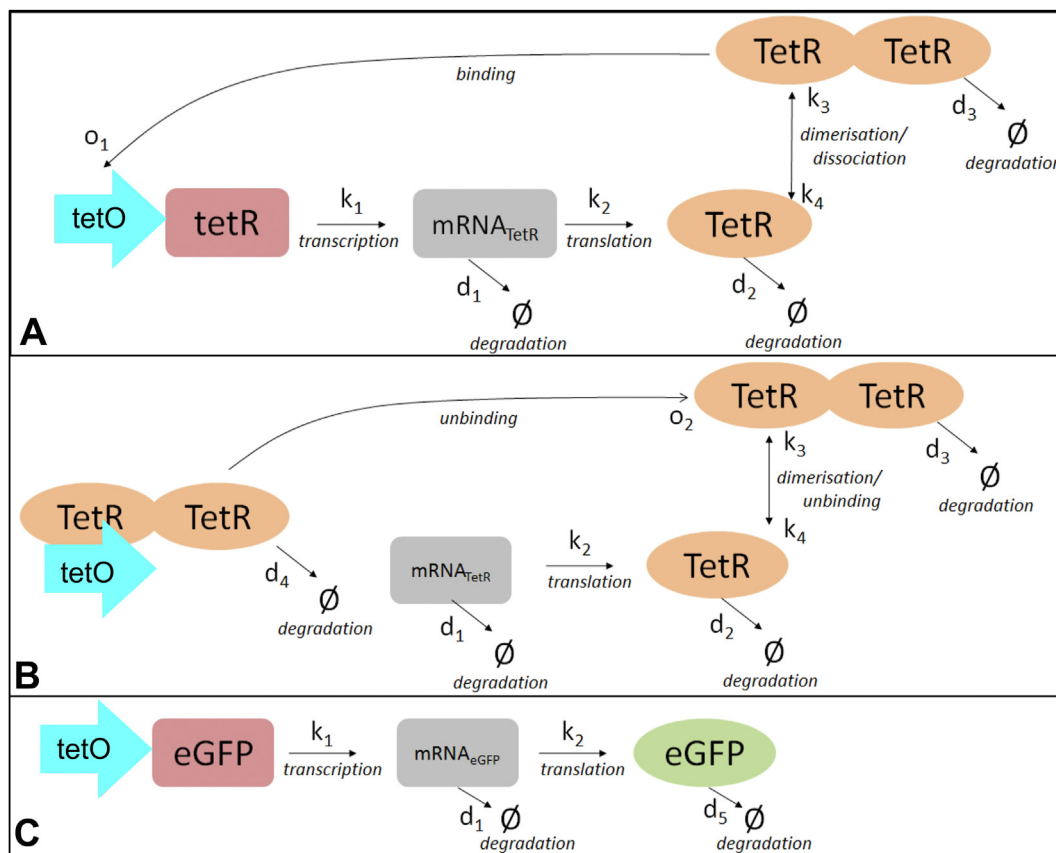 TetR TetR
binding
k3
d3
dimerisation/
dissociation
Ø
degradation
o1
k4
tetO tetR
k1
transcription
mRNATetR
k2
translation
TetR
d1
Ø
degradation
d2
Ø
degradation
A
TetR TetR
unbinding
o2
k3
d3
dimerisation/
unbinding
Ø
degradation
k4
TetR TetR
tetO
d4
Ø
degradation
mRNATetR
k2
translation
TetR
d1
Ø
degradation
d2
Ø
degradation
B
tetO
eGFP
k1
transcription
mRNAeGFP
k2
translation
eGFP
d1
Ø
degradation
d5
Ø
degradation
C